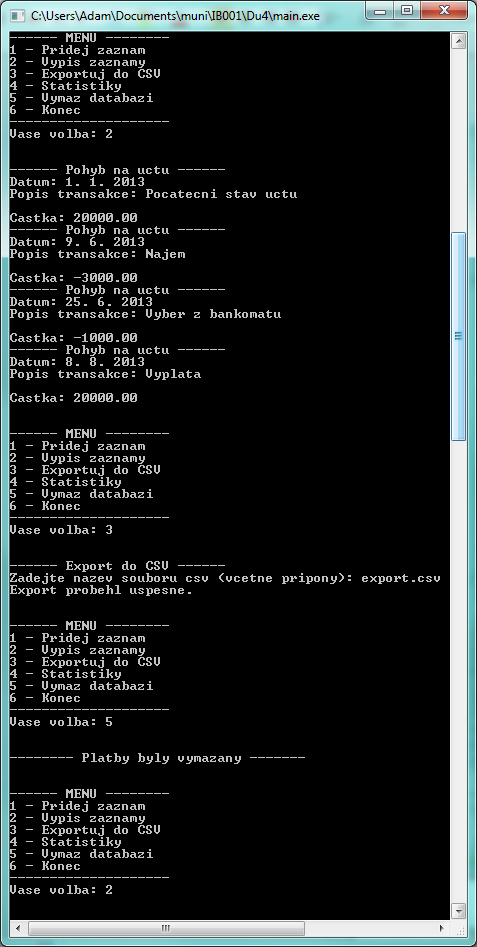 C:\Users\Adam\Documents\muni\IB001\Du4\main.exe
------ MENU --------
1 - Pridej zaznam
2 - Vypis zaznamy
3 - Exportuj do CSV
4 - Statistiky
5 - Vymaz databazi
6 - Konec
--------------------
Vase volba: 2
------ Pohyb na uctu ------
Datum: 1. 1. 2013
Popis transakce: Pocatecni stav uctu
Castka: 20000.00
------ Pohyb na uctu ------
Datum: 9. 6. 2013
Popis transakce: Najem
Castka: -3000.00
------ Pohyb na uctu ------
Datum: 25. 6. 2013
Popis transakce: Vyber z bankomatu
Castka: -1000.00
------ Pohyb na uctu ------
Datum: 8. 8. 2013
Popis transakce: Vyplata
Castka: 20000.00
------ MENU --------
1 - Pridej zaznam
2 - Vypis zaznamy
3 - Exportuj do CSV
4 - Statistiky
5 - Vymaz databazi
6 - Konec
--------------------
Vase volba: 3
------ Export do CSV ------
Zadejte nazev souboru csv (vcetne pripony): export.csv
Export probehl uspesne.
------ MENU --------
1 - Pridej zaznam
2 - Vypis zaznamy
3 - Exportuj do CSV
4 - Statistiky
5 - Vymaz databazi
6 - Konec
--------------------
Vase volba: 5
-------- Platby byly vymazany -------
------ MENU --------
1 - Pridej zaznam
2 - Vypis zaznamy
3 - Exportuj do CSV
4 - Statistiky
5 - Vymaz databazi
6 - Konec
--------------------
Vase volba: 2